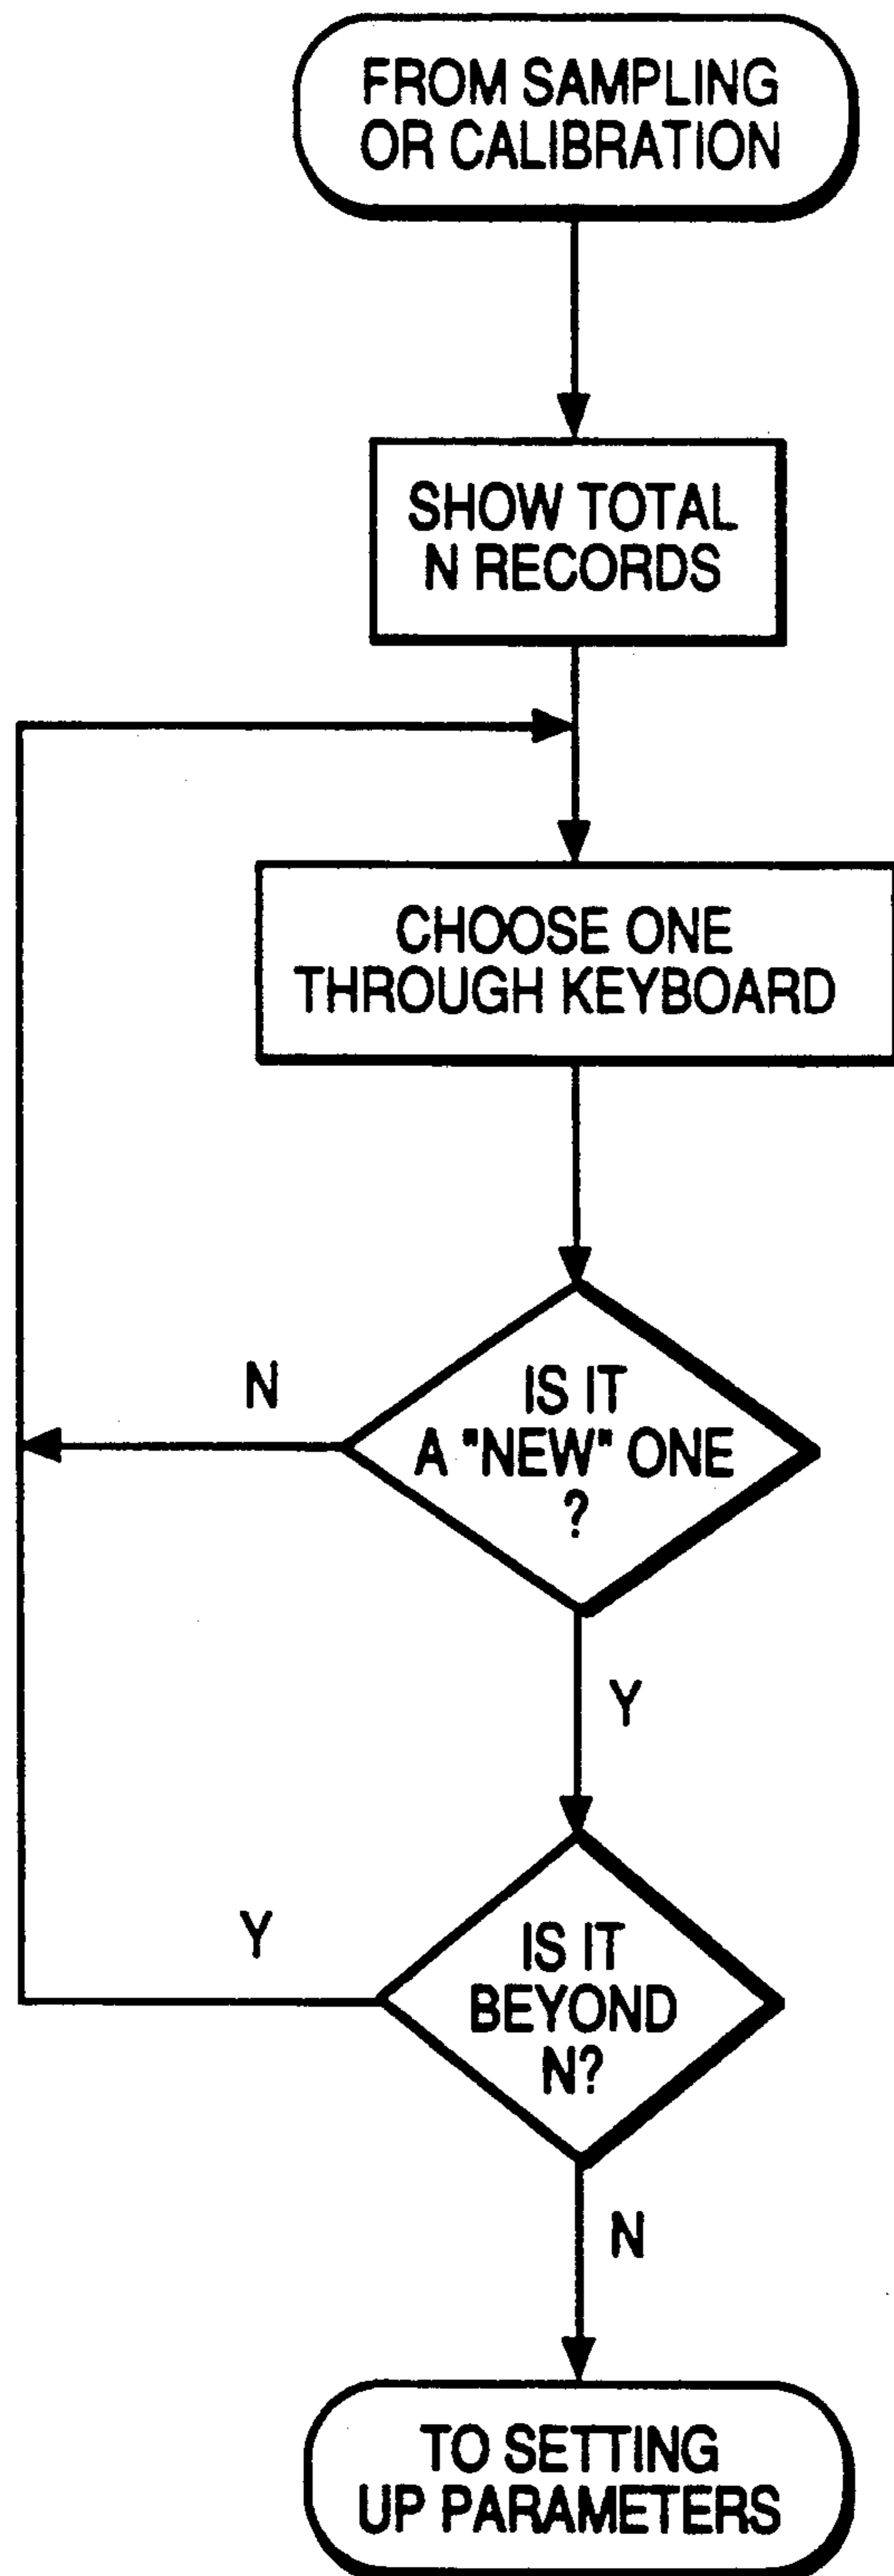 FROM SAMPLING
OR CALIBRATION
SHOW TOTAL
N RECORDS
CHOOSE ONE
THROUGH KEYBOARD
IS IT
A "NEW" ONE
?
N
Y
IS IT
BEYOND
N?
Y
N
TO SETTING
UP PARAMETERS